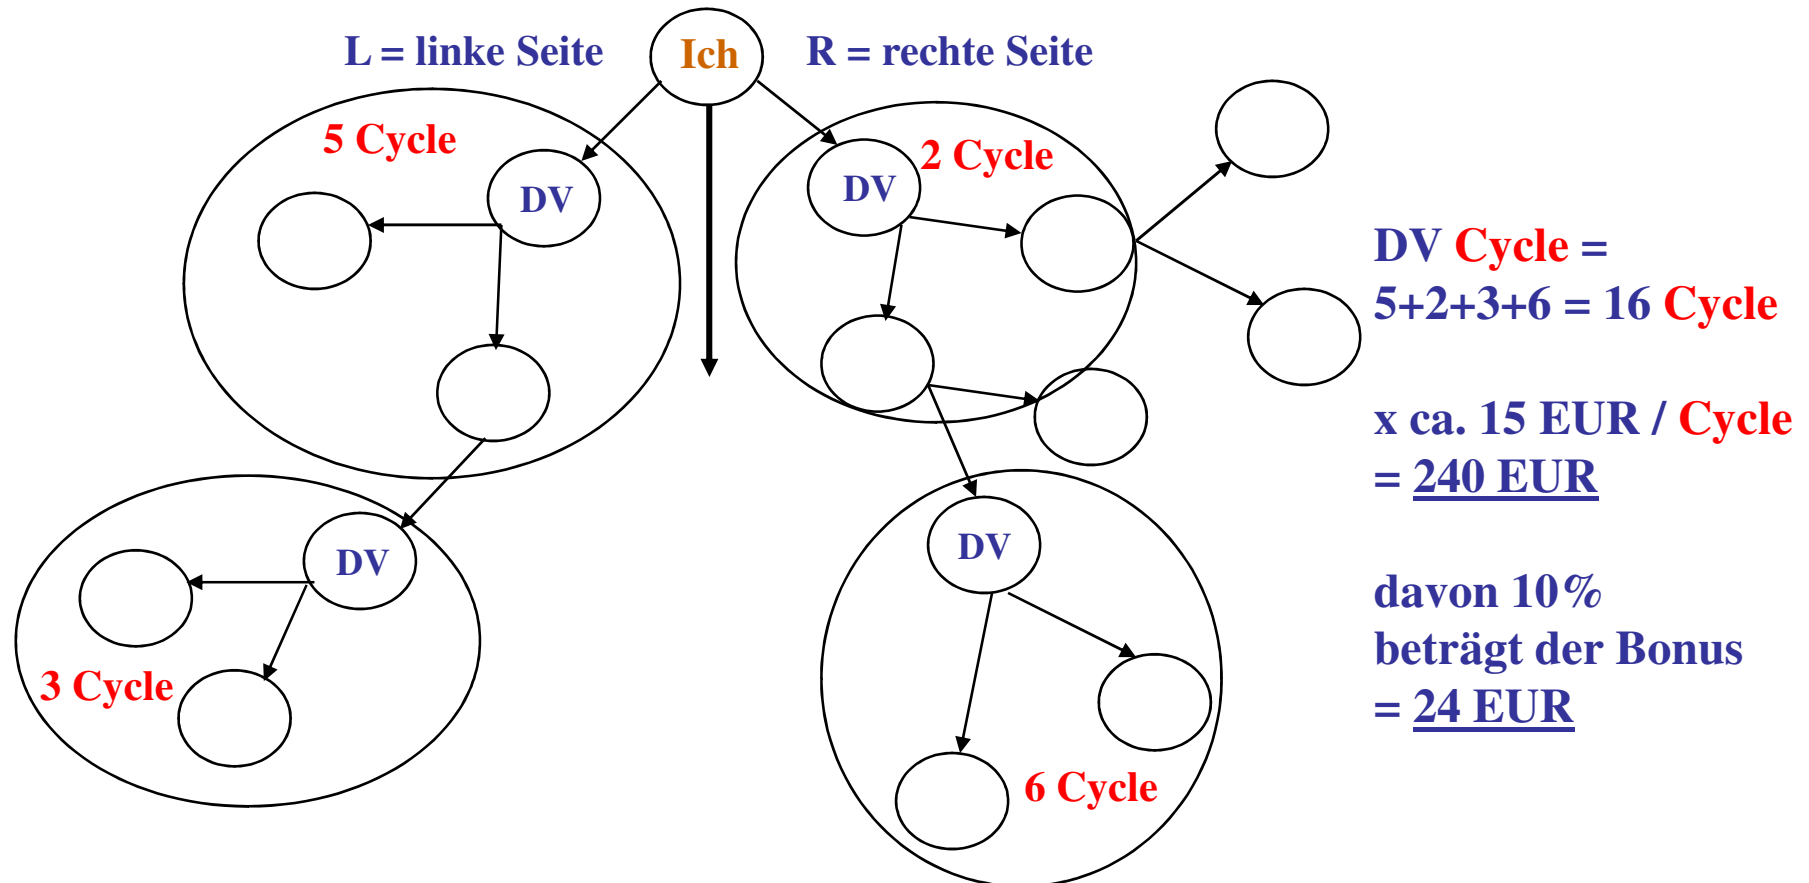 L = linke Seite
Ich
R = rechte Seite
5 Cycle
DV
DV
2 Cycle
DV
3 Cycle
DV
6 Cycle
DV Cycle =
5+2+3+6 = 16 Cycle
x ca. 15 EUR / Cycle
= 240 EUR
davon 10%
beträgt der Bonus
= 24 EUR